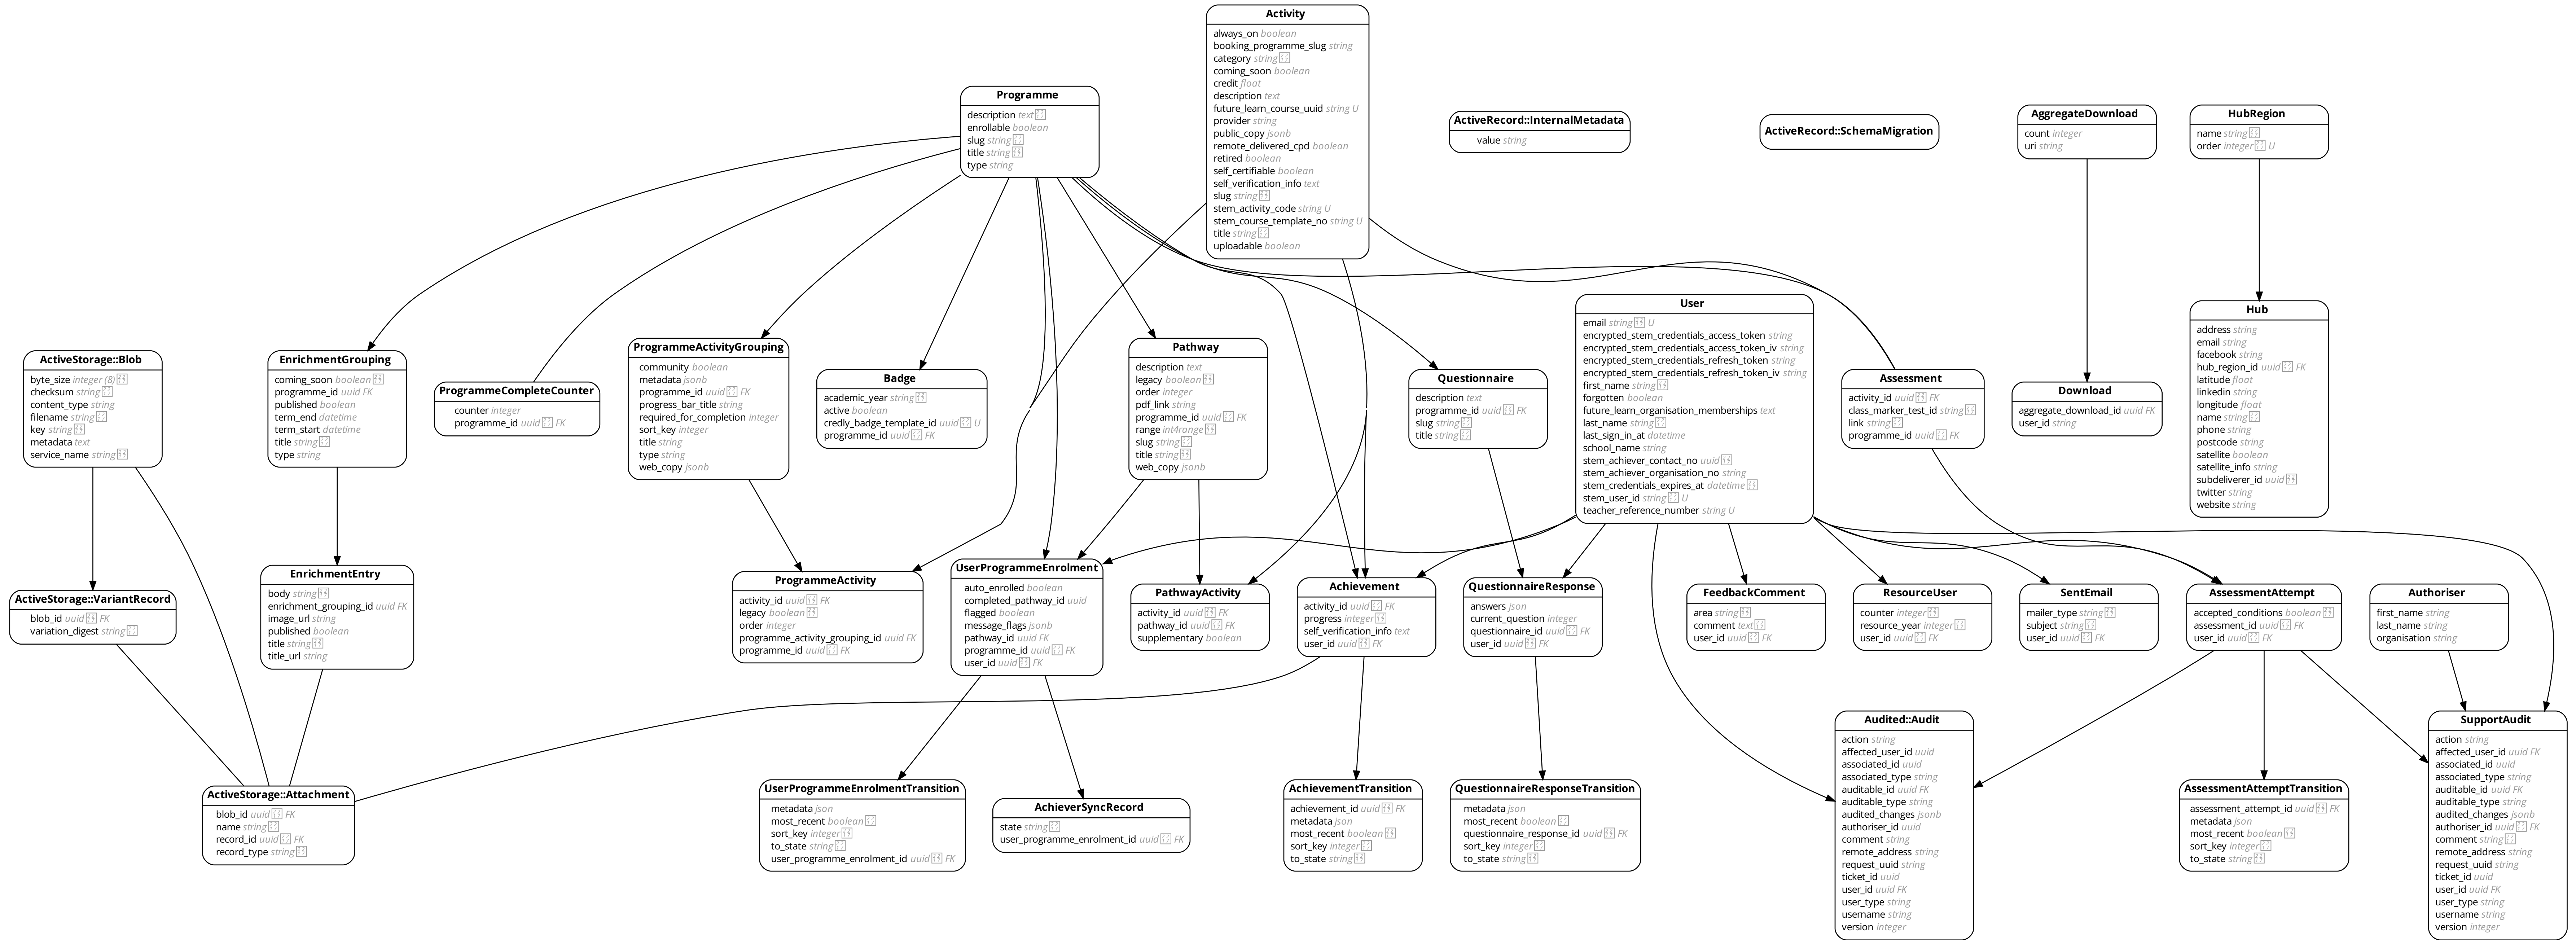 Activity
always_on boolean
booking_programme_slug string
category string
coming_soon boolean
credit float
description text
future_learn_course_uuid string U
provider string
public_copy jsonb
remote_delivered_cpd boolean
retired boolean
self_certifiable boolean
self_verification_info text
slug string
stem_activity_code string U
stem_course_template_no string U
title string
uploadable boolean
Programme
description text
enrollable boolean
slug string
title string
type string
ActiveRecord::InternalMetadata
value string
ActiveRecord::SchemaMigration
AggregateDownload
count integer
uri string
HubRegion
name string
order integer U
ActiveStorage::Blob
byte_size integer (8)
checksum string
content_type string
filename string
key string
metadata text
service_name string
EnrichmentGrouping
coming_soon boolean
programme_id uuid FK
published boolean
term_end datetime
term_start datetime
title string
type string
ProgrammeCompleteCounter
counter integer
programme_id uuid FK
ProgrammeActivityGrouping
community boolean
metadata jsonb
programme_id uuid FK
progress_bar_title string
required_for_completion integer
sort_key integer
title string
type string
web_copy jsonb
Badge
academic_year string
active boolean
credly_badge_template_id uuid U
programme_id uuid FK
Pathway
description text
legacy boolean
order integer
pdf_link string
programme_id uuid FK
range int4range
slug string
title string
web_copy jsonb
Questionnaire
description text
programme_id uuid FK
slug string
title string
User
email string U
encrypted_stem_credentials_access_token string
encrypted_stem_credentials_access_token_iv string
encrypted_stem_credentials_refresh_token string
encrypted_stem_credentials_refresh_token_iv string
first_name string
forgotten boolean
future_learn_organisation_memberships text
last_name string
last_sign_in_at datetime
school_name string
stem_achiever_contact_no uuid
stem_achiever_organisation_no string
stem_credentials_expires_at datetime
stem_user_id string U
teacher_reference_number string U
Assessment
activity_id uuid FK
class_marker_test_id string
link string
programme_id uuid FK
Download
aggregate_download_id uuid FK
user_id string
Hub
address string
email string
facebook string
hub_region_id uuid FK
latitude float
linkedin string
longitude float
name string
phone string
postcode string
satellite boolean
satellite_info string
subdeliverer_id uuid
twitter string
website string
ActiveStorage::VariantRecord
blob_id uuid FK
variation_digest string
EnrichmentEntry
body string
enrichment_grouping_id uuid FK
image_url string
published boolean
title string
title_url string
ProgrammeActivity
activity_id uuid FK
legacy boolean
order integer
programme_activity_grouping_id uuid FK
programme_id uuid FK
UserProgrammeEnrolment
auto_enrolled boolean
completed_pathway_id uuid
flagged boolean
message_flags jsonb
pathway_id uuid FK
programme_id uuid FK
user_id uuid FK
PathwayActivity
activity_id uuid FK
pathway_id uuid FK
supplementary boolean
Achievement
activity_id uuid FK
progress integer
self_verification_info text
user_id uuid FK
QuestionnaireResponse
answers json
current_question integer
questionnaire_id uuid FK
user_id uuid FK
FeedbackComment
area string
comment text
user_id uuid FK
ResourceUser
counter integer
resource_year integer
user_id uuid FK
SentEmail
mailer_type string
subject string
user_id uuid FK
AssessmentAttempt
accepted_conditions boolean
assessment_id uuid FK
user_id uuid FK
Authoriser
first_name string
last_name string
organisation string
ActiveStorage::Attachment
blob_id uuid FK
name string
record_id uuid FK
record_type string
UserProgrammeEnrolmentTransition
metadata json
most_recent boolean
sort_key integer
to_state string
user_programme_enrolment_id uuid FK
AchieverSyncRecord
state string
user_programme_enrolment_id uuid FK
AchievementTransition
achievement_id uuid FK
metadata json
most_recent boolean
sort_key integer
to_state string
QuestionnaireResponseTransition
metadata json
most_recent boolean
questionnaire_response_id uuid FK
sort_key integer
to_state string
Audited::Audit
action string
affected_user_id uuid
associated_id uuid
associated_type string
auditable_id uuid FK
auditable_type string
audited_changes jsonb
authoriser_id uuid
comment string
remote_address string
request_uuid string
ticket_id uuid
user_id uuid FK
user_type string
username string
version integer
AssessmentAttemptTransition
assessment_attempt_id uuid FK
metadata json
most_recent boolean
sort_key integer
to_state string
SupportAudit
action string
affected_user_id uuid FK
associated_id uuid
associated_type string
auditable_id uuid FK
auditable_type string
audited_changes jsonb
authoriser_id uuid FK
comment string
remote_address string
request_uuid string
ticket_id uuid
user_id uuid FK
user_type string
username string
version integer